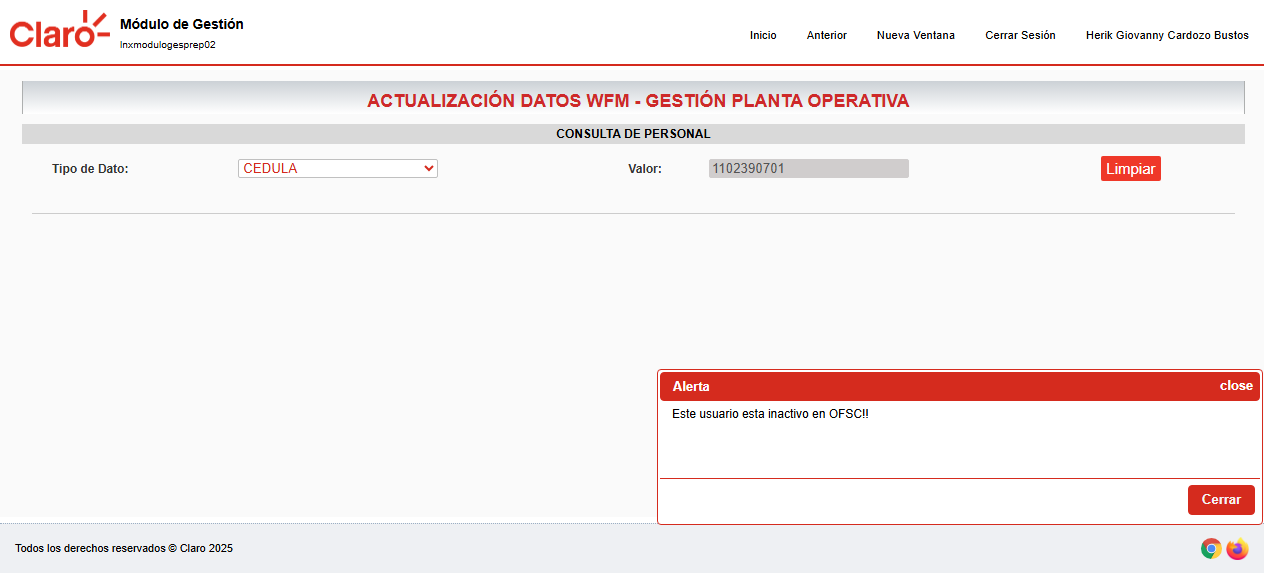 Claro
Módulo de Gestión
lnxmodulogesprep02
Inicio Anterior Nueva Ventana Cerrar Sesión Herik Giovanny Cardozo Bustos
ACTUALIZACIÓN DATOS WFM - GESTIÓN PLANTA OPERATIVA
CONSULTA DE PERSONAL
Tipo de Dato: CEDULA Valor: 1102390701 Limpiar
Alerta close
Este usuario esta inactivo en OFSC!!
Cerrar
Todos los derechos reservados © Claro 2025